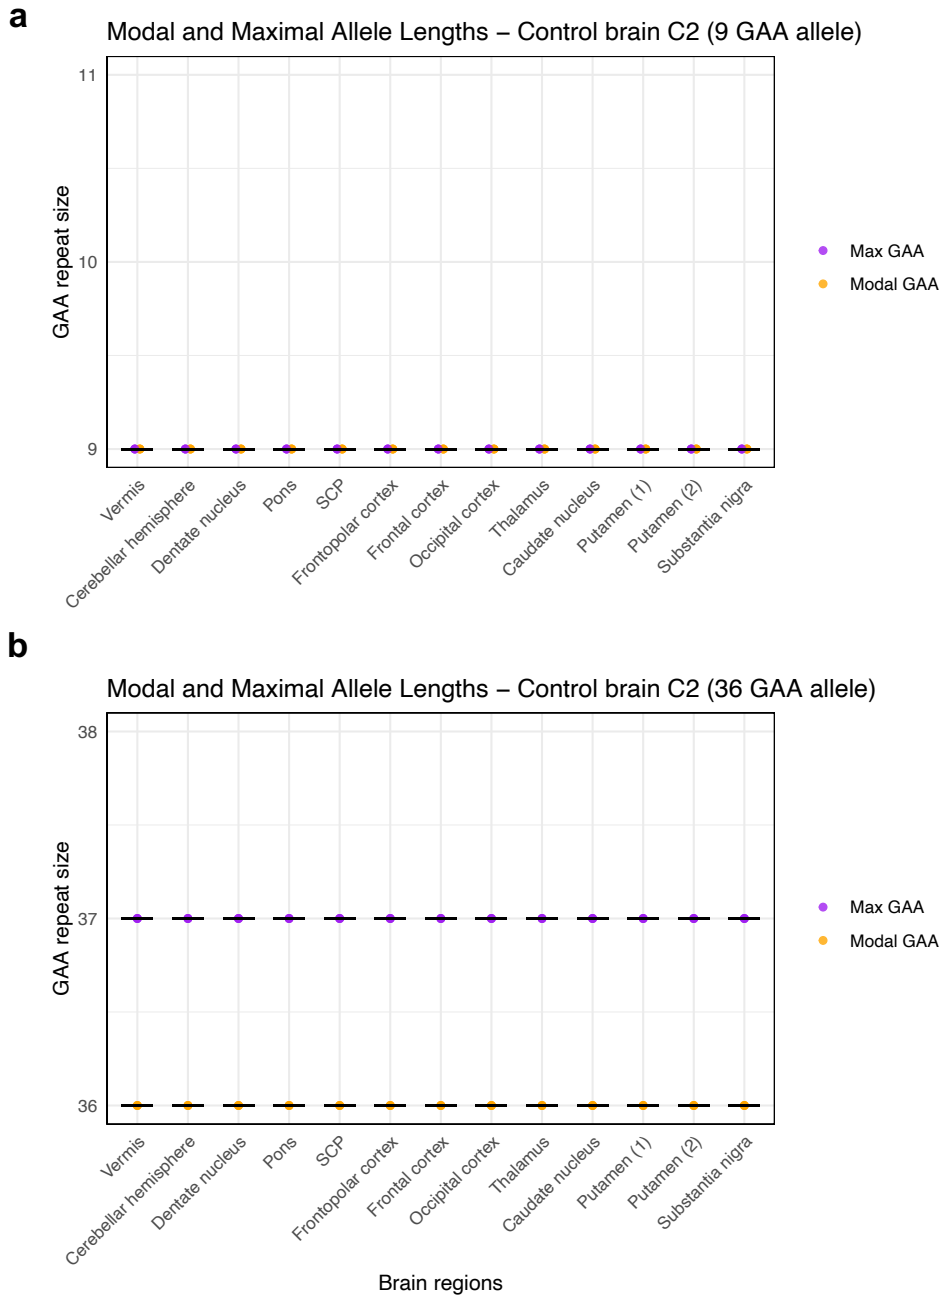 a
Modal and Maximal Allele Lengths – Control brain C2 (9 GAA allele)
11
10
9
GAA repeat size
Max GAA
Modal GAA
Vermis
Cerebellar hemisphere
Dentate nucleus
Pons
SCP
Frontopolar cortex
Frontal cortex
Occipital cortex
Thalamus
Caudate nucleus
Putamen (1)
Putamen (2)
Substantia nigra
b
Modal and Maximal Allele Lengths – Control brain C2 (36 GAA allele)
38
37
36
GAA repeat size
Max GAA
Modal GAA
Vermis
Cerebellar hemisphere
Dentate nucleus
Pons
SCP
Frontopolar cortex
Frontal cortex
Occipital cortex
Thalamus
Caudate nucleus
Putamen (1)
Putamen (2)
Substantia nigra
Brain regions